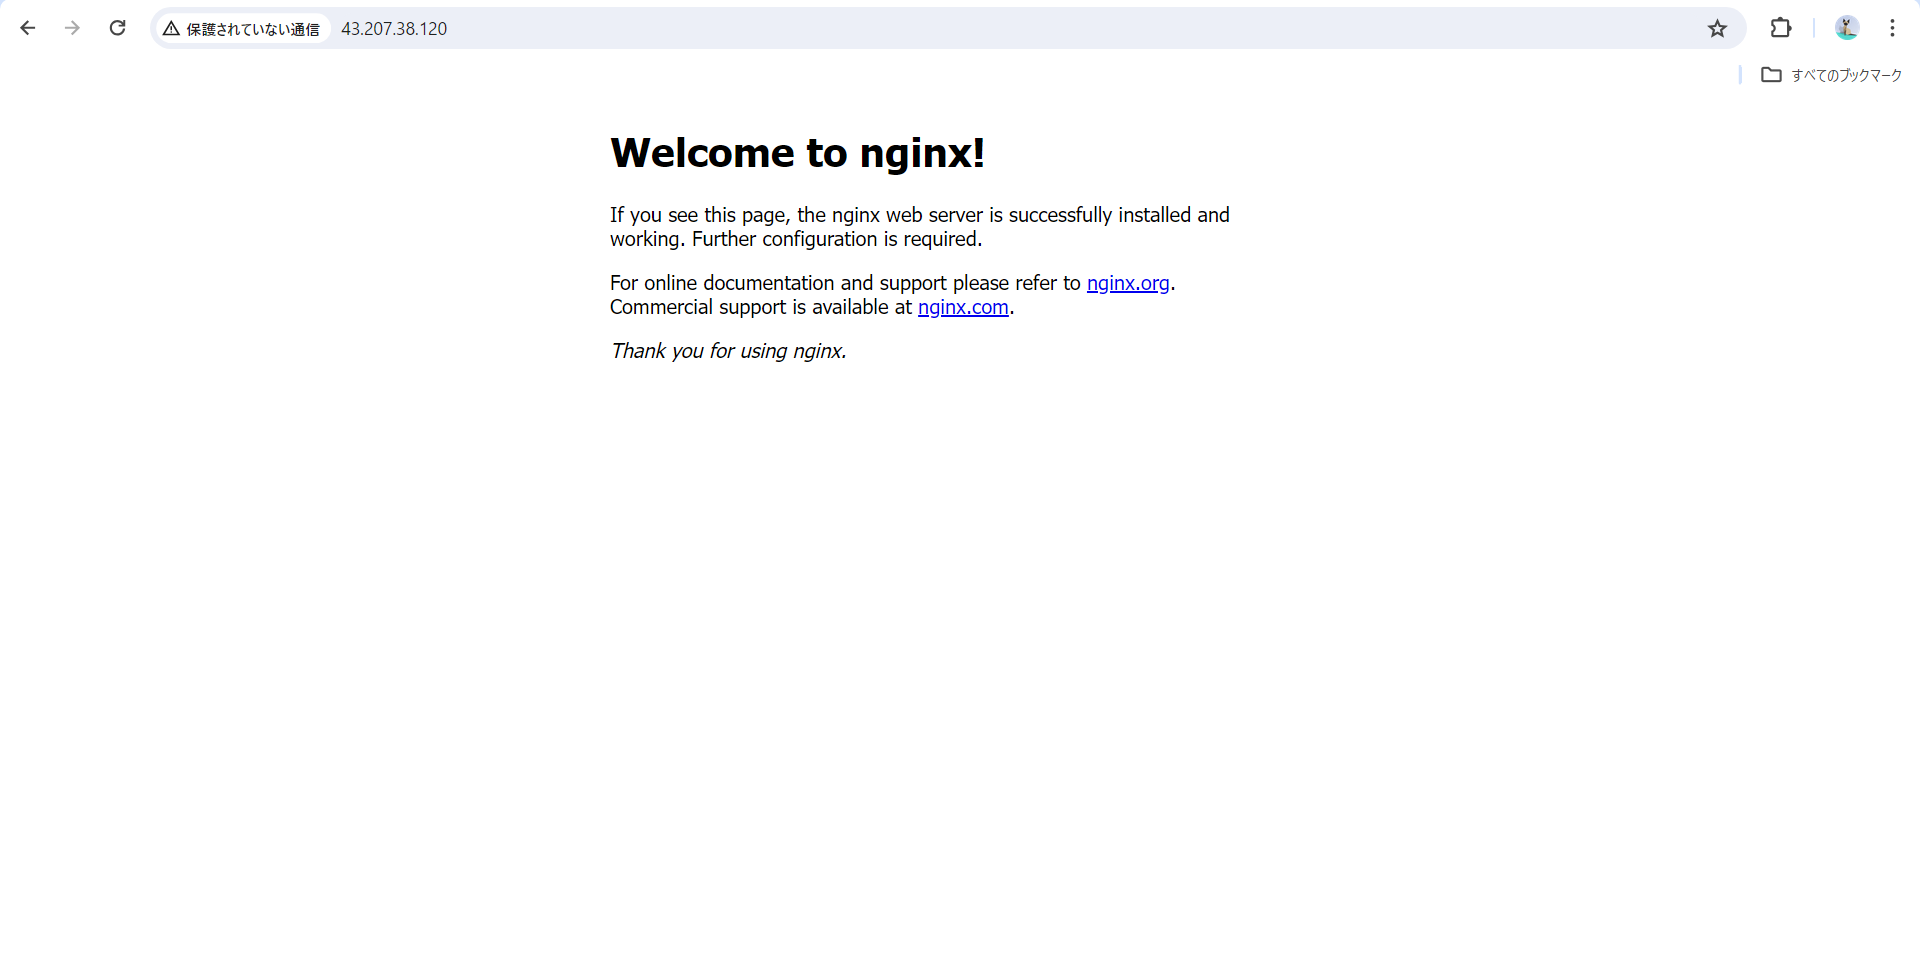 保護されていない通信 43.207.38.120
すべてのブックマーク
Welcome to nginx!
If you see this page, the nginx web server is successfully installed and
working. Further configuration is required.
For online documentation and support please refer to nginx.org.
Commercial support is available at nginx.com.
Thank you for using nginx.